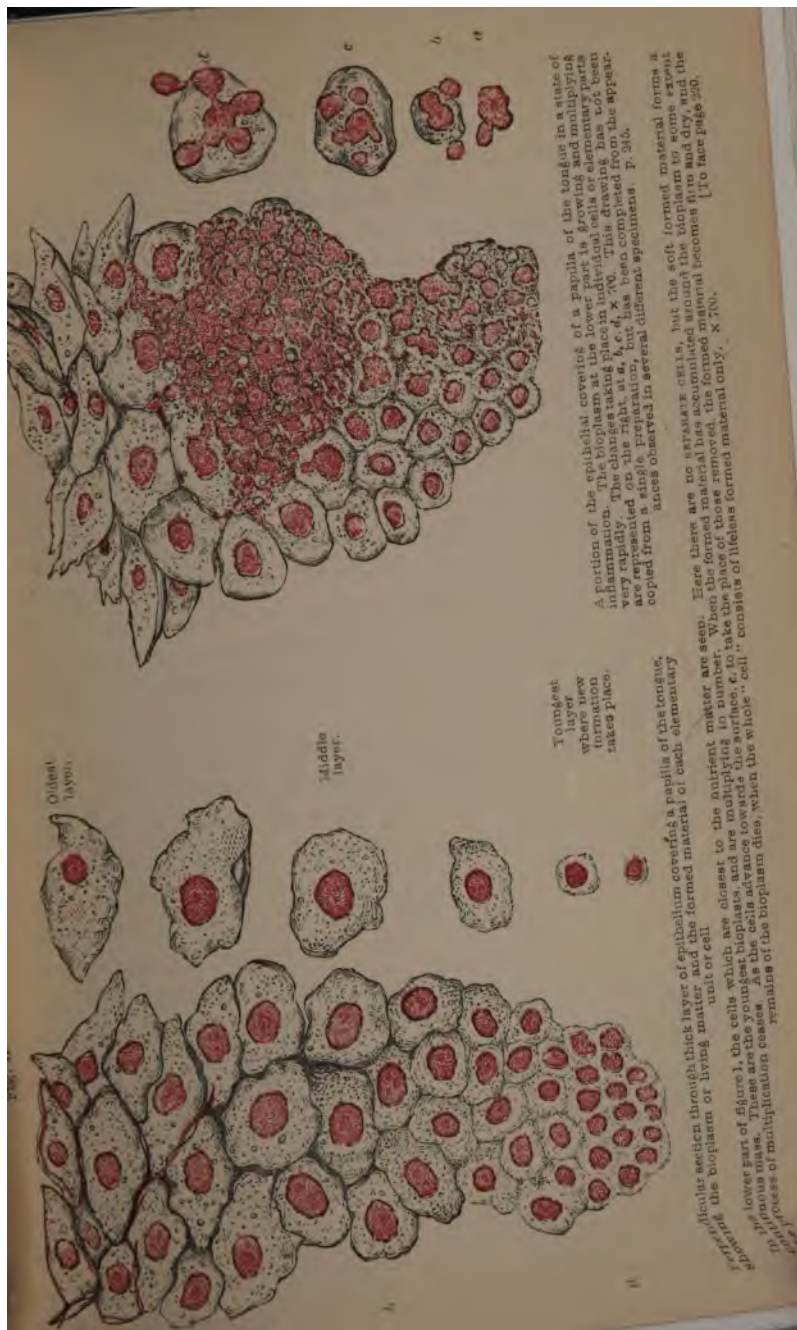 Oldest
layer.
Middle
layer.
Youngest
layer
where new
formation
takes place.
d
c
b
a
b
a
dicular section through thick layer of epithelium covering a papilla of the tongue,
the bioplasm or living matter and the formed material of each elementary
unit or cell
A portion of the epithelial covering of a papilla of the tongue in a state of
inflammation. The bioplasm at the lower part is growing and multiplying
very rapidly. The changes taking place in individual cells or elementary parts
are represented on the right, at a, b, c, d, × 700. This drawing has not been
copied from a single preparation, but has been completed from the appear-
ances observed in several different specimens. p. 245.
lower part of figure 1, the cells which are closest to the nutrient matter are seen. Here there are no SEPARATE CELLS, but the soft formed material forms a
mass. These are the youngest bioplasts, and are multiplying in number. When the formed material has accumulated around the bioplasm to some extent
process of multiplication ceases. As the cells advance towards the surface, c, to take the place of those removed, the formed material becomes firm and dry, and the
remains of the bioplasm dies, when the whole "cell" consists of lifeless formed material only. × 700. [To face page 290.